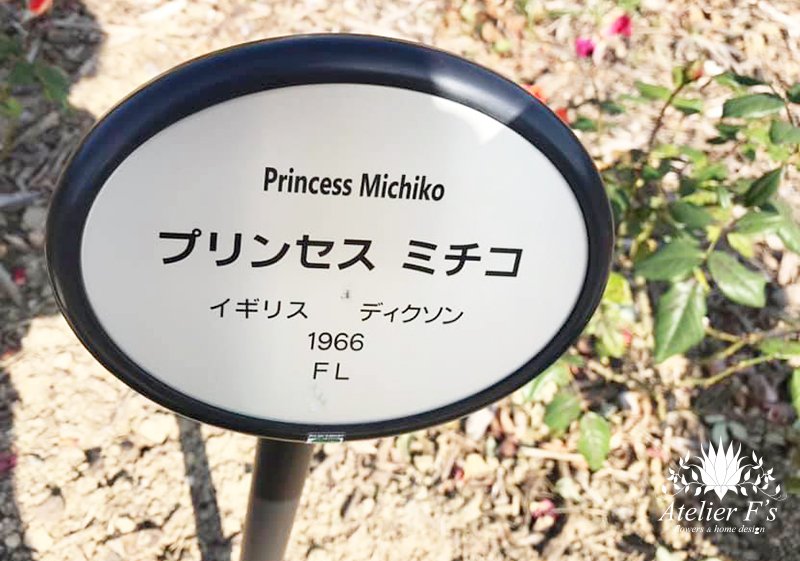 Princess Michiko
プリンセス ミチコ
イギリス ディクソン
1966
FL
Atelier F's
flowers & home design